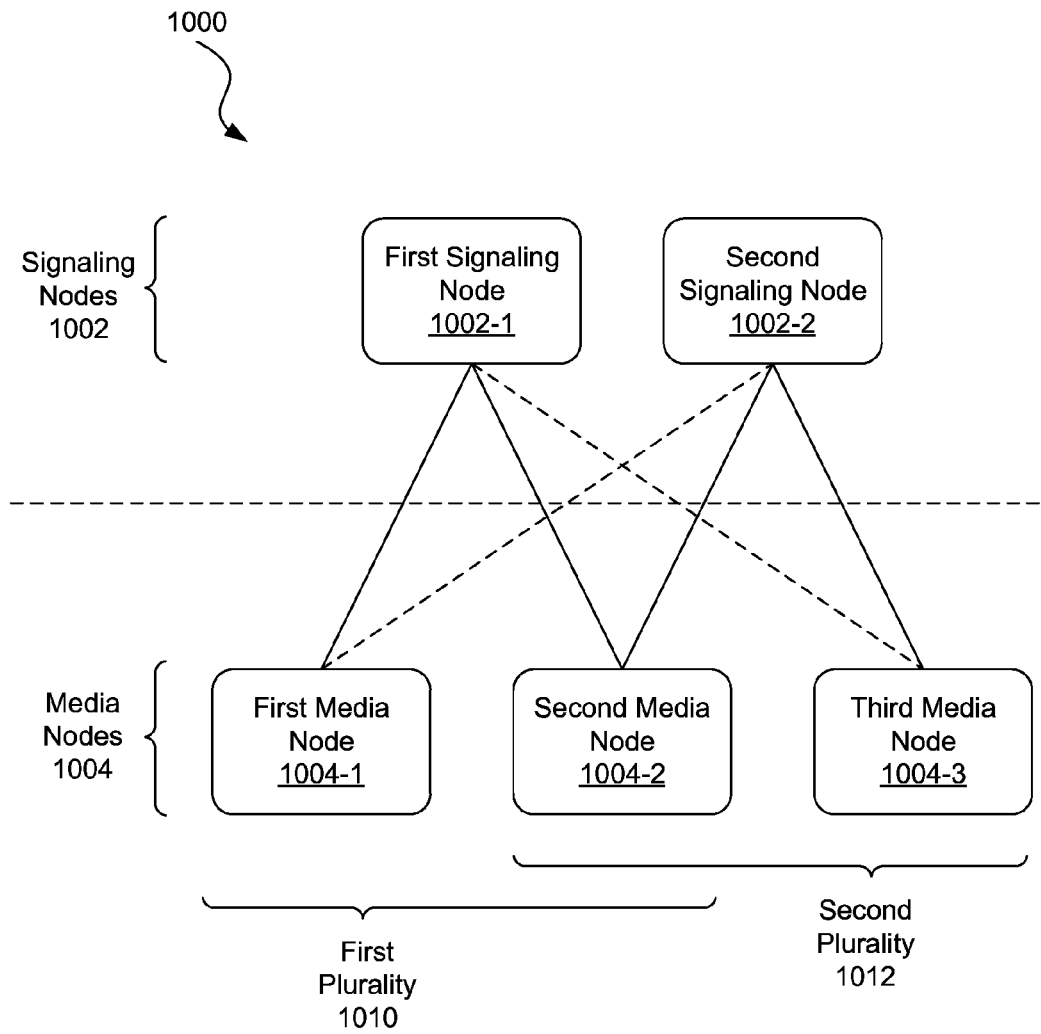 1000
Signaling
Nodes
1002
First Signaling
Node
1002-1
Second
Signaling Node
1002-2
Media
Nodes
1004
First Media
Node
1004-1
Second Media
Node
1004-2
Third Media
Node
1004-3
First
Plurality
1010
Second
Plurality
1012